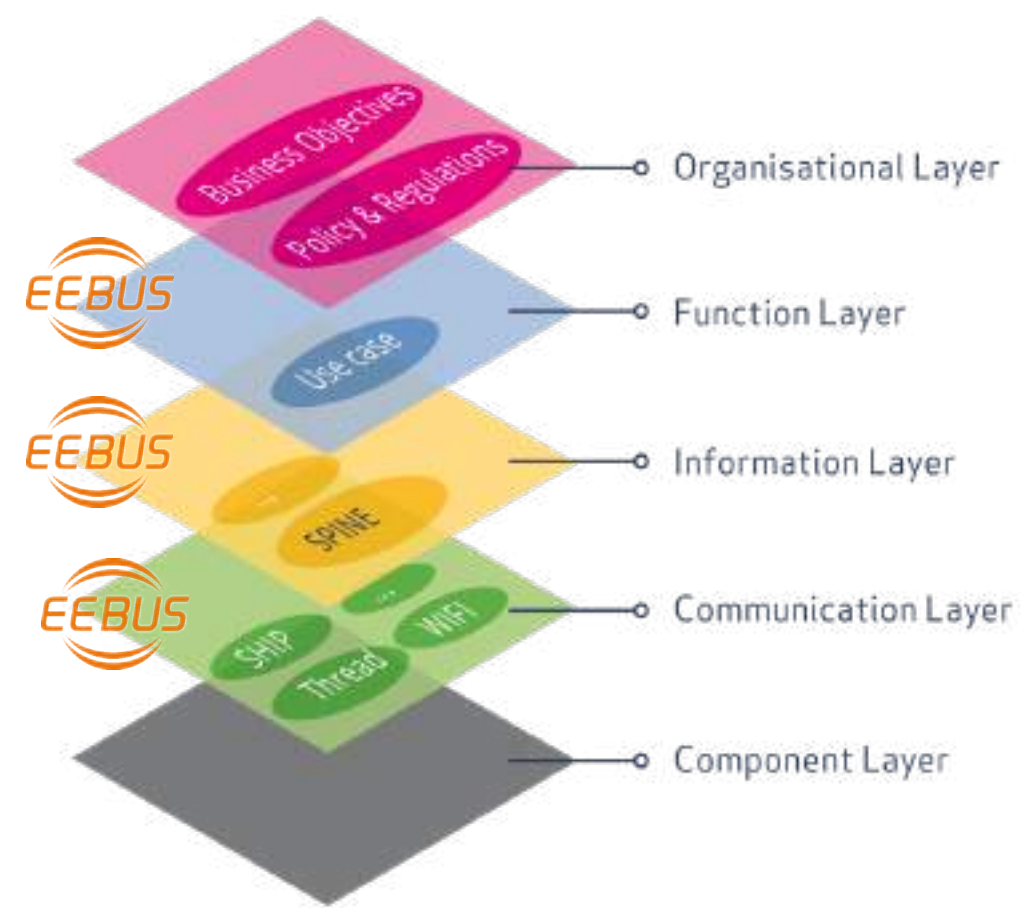 Business Objectives
Policy & Regulations
Organisational Layer
EEBUS
Use case
Function Layer
EEBUS
...
SPINE
Information Layer
EEBUS
...
SHIP
WIFI
Thread
Communication Layer
Component Layer